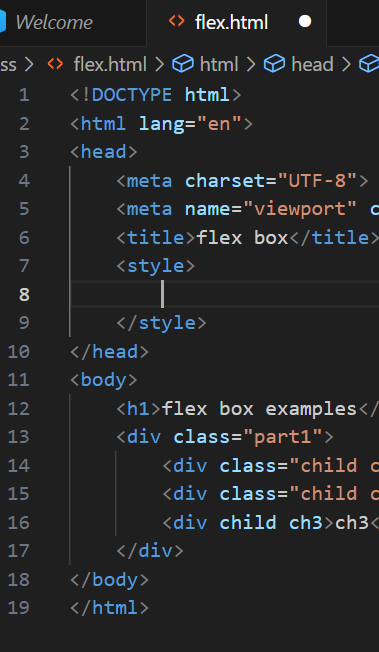 Welcome flex.html
ss > flex.html > html > head >
1 <!DOCTYPE html>
2 <html lang="en">
3 <head>
4 <meta charset="UTF-8">
5 <meta name="viewport" c
6 <title>flex box</title>
7 <style>
8
9 </style>
10 </head>
11 <body>
12 <h1>flex box examples</
13 <div class="part1">
14 <div class="child c
15 <div class="child c
16 <div child ch3>ch3<
17 </div>
18 </body>
19 </html>